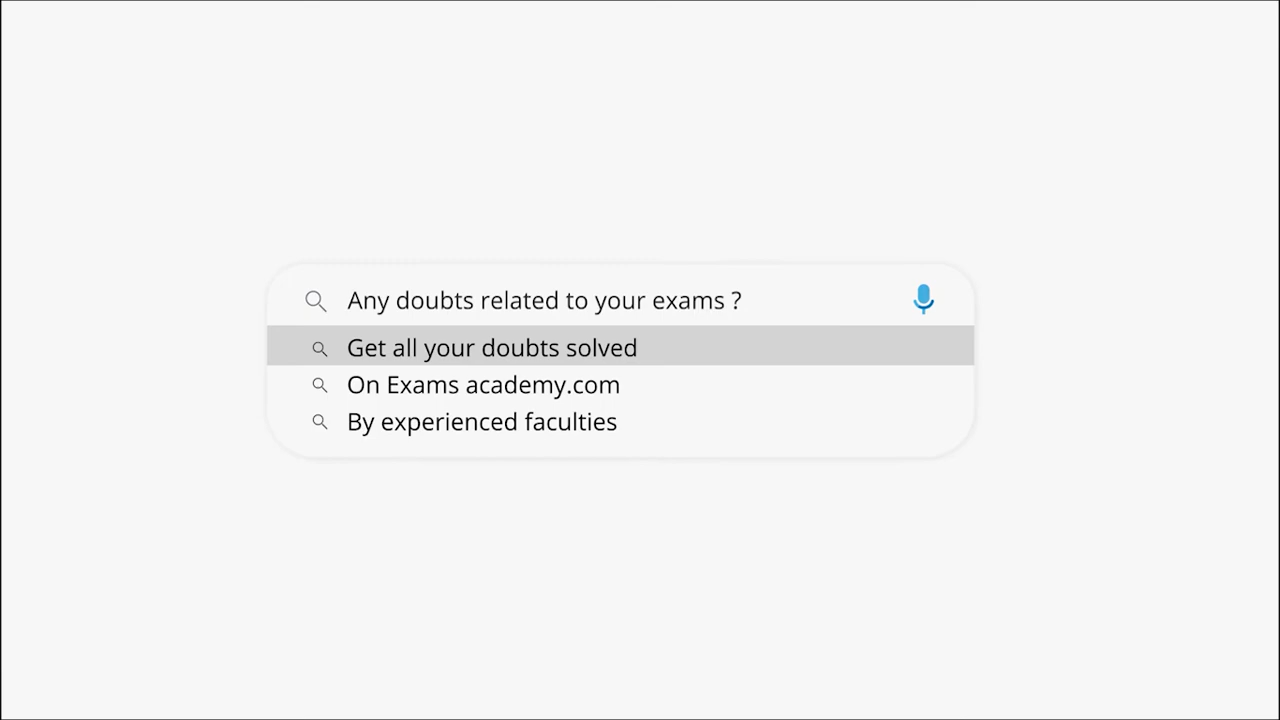 Any doubts related to your exams ?
Get all your doubts solved
On Exams academy.com
By experienced faculties